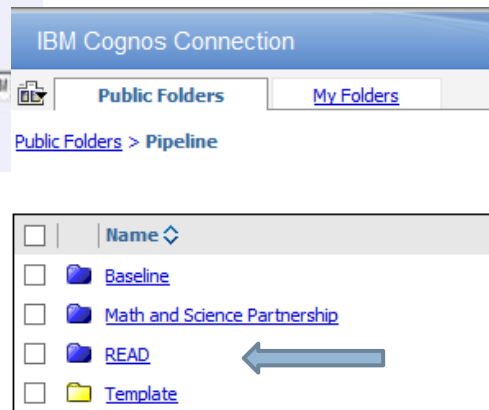 IBM Cognos Connection
Public Folders My Folders
Public Folders > Pipeline
Name
Baseline
Math and Science Partnership
READ
Template